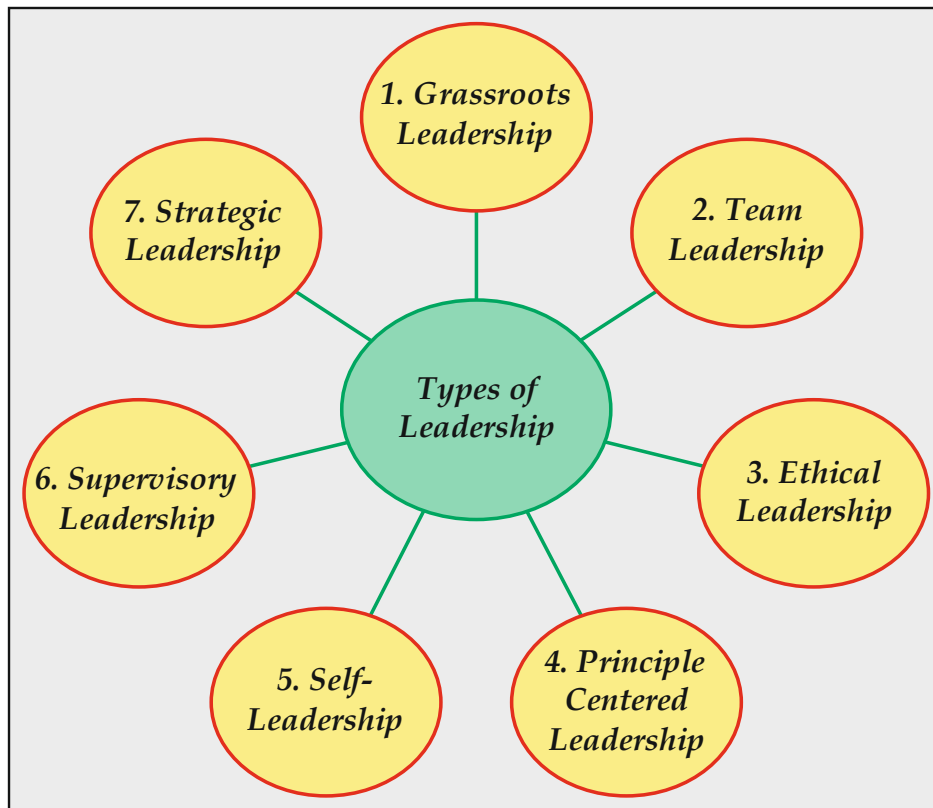 1. Grassroots
Leadership
2. Team
Leadership
3. Ethical
Leadership
4. Principle
Centered
Leadership
5. Self-
Leadership
6. Supervisory
Leadership
7. Strategic
Leadership
Types of
Leadership